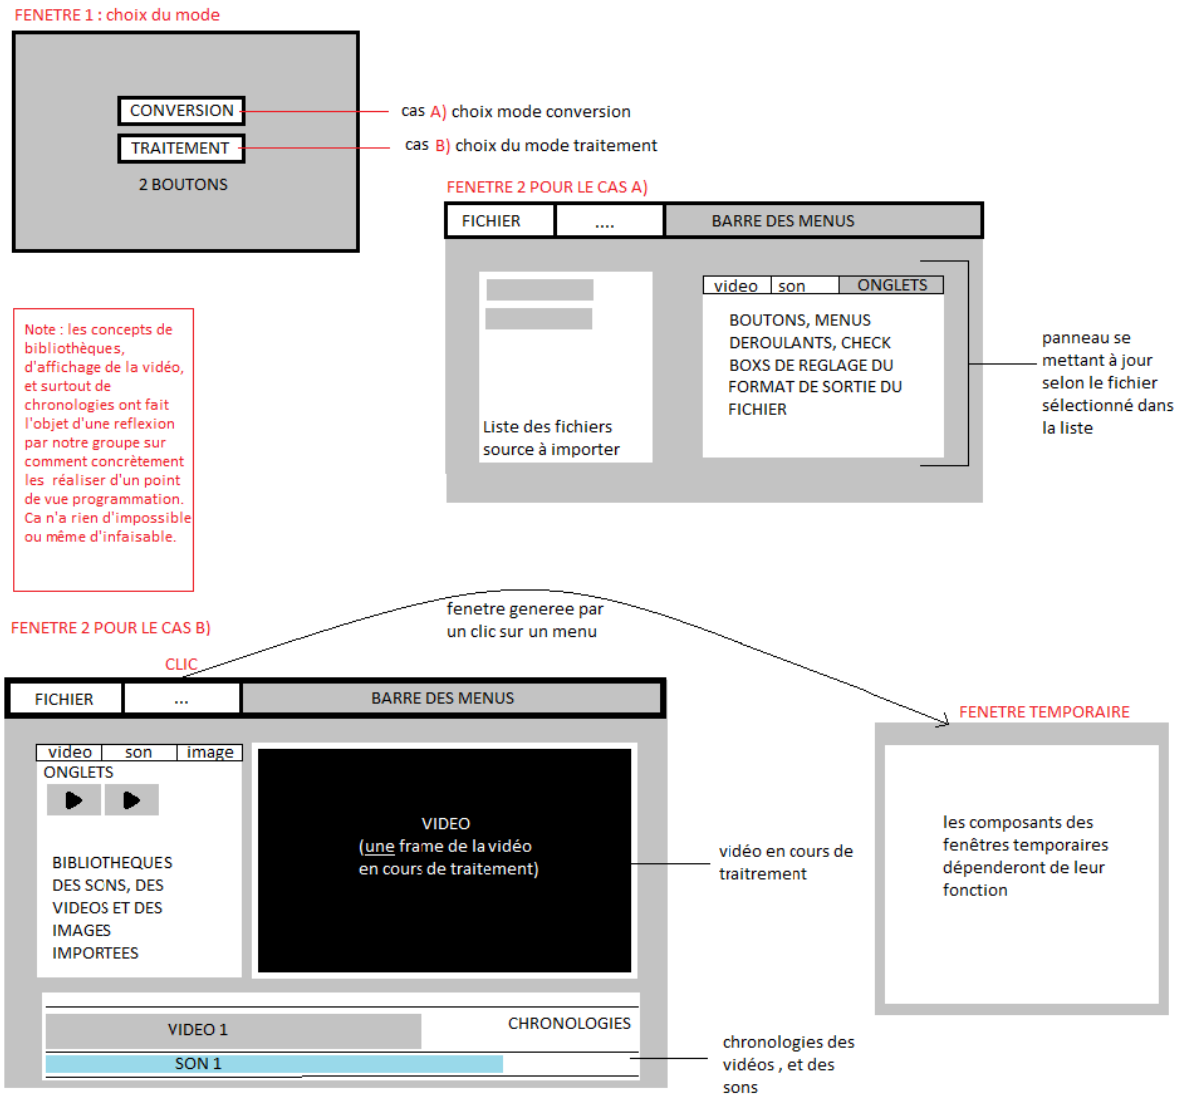 FENETRE 1 : choix du mode
CONVERSION
TRAITEMENT
2 BOUTONS
cas A) choix mode conversion
cas B) choix du mode traitement
FENETRE 2 POUR LE CAS A)
FICHIER
....
BARRE DES MENUS
Liste des fichiers
source à importer
video
son
ONGLETS
BOUTONS, MENUS
DEROULANTS, CHECK
BOXS DE REGLAGE DU
FORMAT DE SORTIE DU
FICHIER
panneau se
mettant à jour
selon le fichier
sélectionné dans
la liste
Note : les concepts de
bibliothèques,
d'affichage de la vidéo,
et surtout de
chronologies ont fait
l'objet d'une reflexion
par notre groupe sur
comment concrètement
les réaliser d'un point
de vue programmation.
Ca n'a rien d'impossible
ou même d'infaisable.
FENETRE 2 POUR LE CAS B)
CLIC
fenetre generee par
un clic sur un menu
FICHIER
...
BARRE DES MENUS
video
son
image
ONGLETS
BIBLIOTHEQUES
DES SONS, DES
VIDEOS ET DES
IMAGES
IMPORTEES
VIDEO
(une frame de la vidéo
en cours de traitement)
vidéo en cours de
traitrement
FENETRE TEMPORAIRE
les composants des
fenêtres temporaires
dépenderont de leur
fonction
VIDEO 1
CHRONOLOGIES
SON 1
chronologies des
vidéos , et des
sons